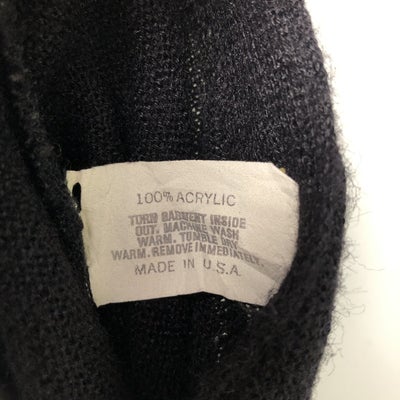 100% ACRYLIC
TURN GARMENT INSIDE
OUT. MACHINE WASH
WARM. TUMBLE DRY
WARM. REMOVE IMMEDIATELY.
MADE IN U.S.A.